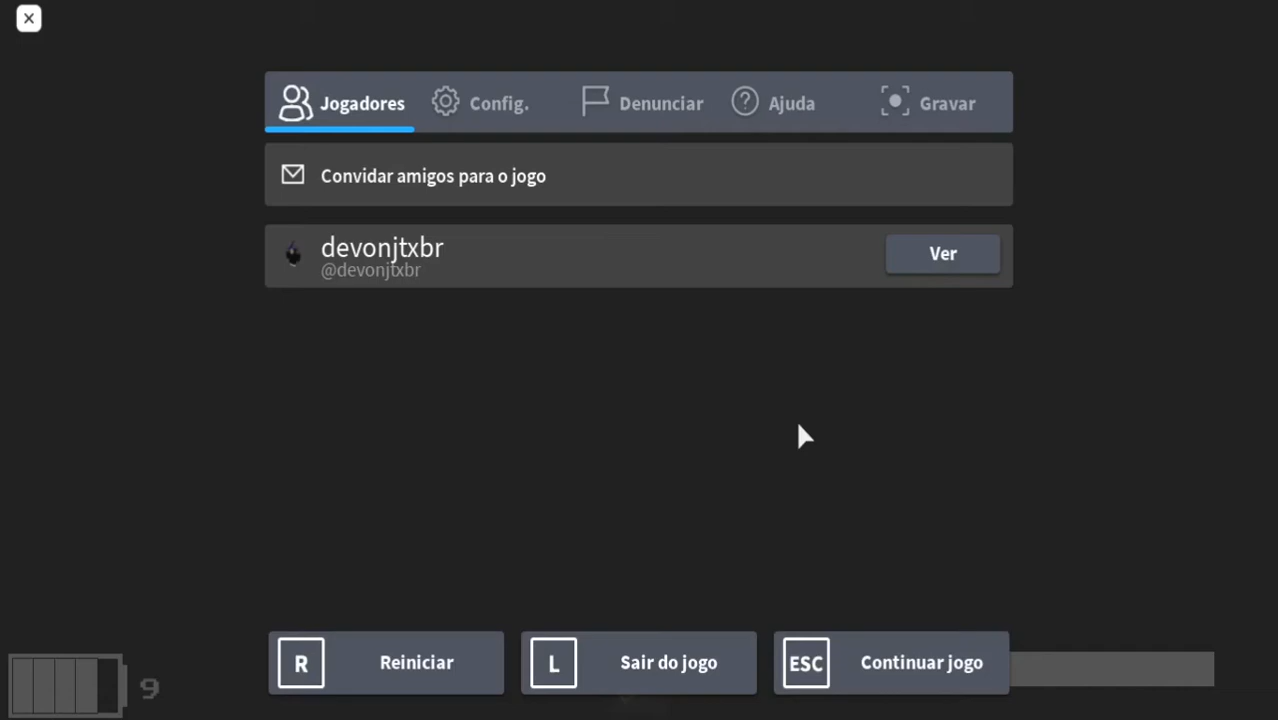 Jogadores Config. Denunciar Ajuda Gravar
Convidar amigos para o jogo
devonjtxbr
@devonjtxbr
Ver
R Reiniciar L Sair do jogo ESC Continuar jogo
9